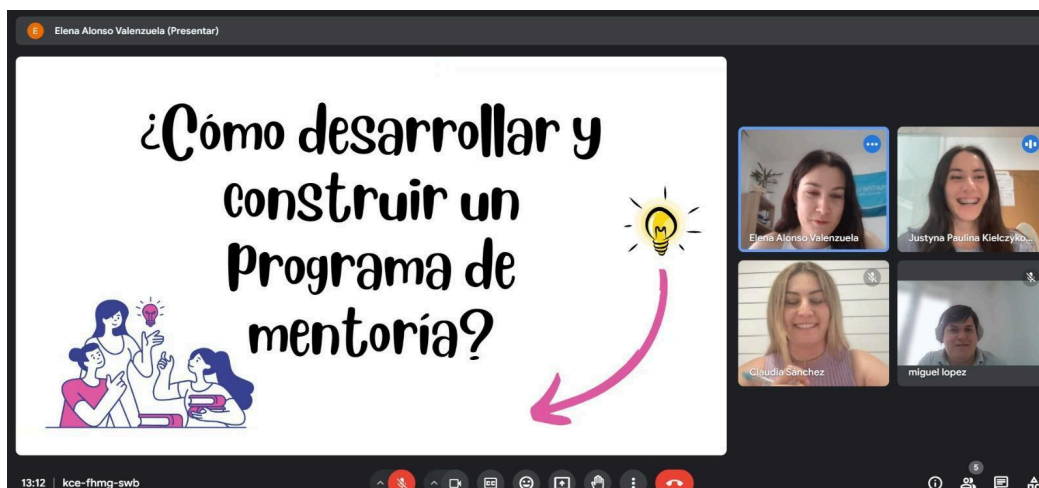 E
Elena Alonso Valenzuela (Presentar)
¿Cómo desarrollar y
construir un
Programa de
mentoría?
Elena Alonso Valenzuela
Justyna Paulina Kielczyko...
Claudia Sánchez
miguel lopez
13:12 | kce-fhmg-swb
5